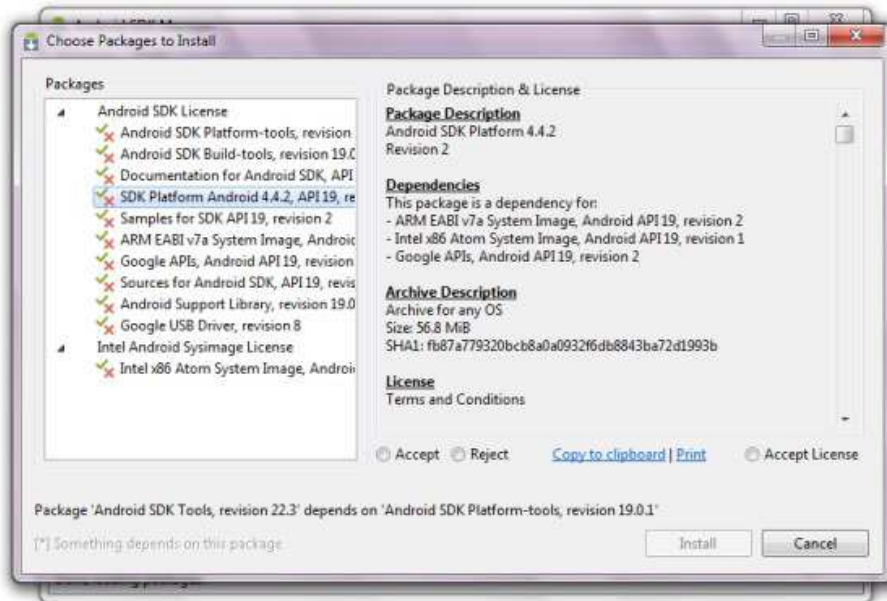 Choose Packages to Install
Packages
Android SDK License
Android SDK Platform-tools, revision
Android SDK Build-tools, revision 19.0
Documentation for Android SDK, API
SDK Platform Android 4.4.2, API 19, re
Samples for SDK API 19, revision 2
ARM EABI v7a System Image, Android
Google APIs, Android API 19, revision
Sources for Android SDK, API 19, revis
Android Support Library, revision 19.0
Google USB Driver, revision 8
Intel Android Sysimage License
Intel x86 Atom System Image, Androi
Package Description & License
Package Description
Android SDK Platform 4.4.2
Revision 2
Dependencies
This package is a dependency for:
- ARM EABI v7a System Image, Android API 19, revision 2
- Intel x86 Atom System Image, Android API 19, revision 1
- Google APIs, Android API 19, revision 2
Archive Description
Archive for any OS
Size: 56.8 MiB
SHA1: fb87a779320bcb8a0a0932f6db8843ba72d1993b
License
Terms and Conditions
Accept Reject Copy to clipboard | Print Accept License
Package 'Android SDK Tools, revision 22.3' depends on 'Android SDK Platform-tools, revision 19.0.1'
[*] Something depends on this package
Install Cancel